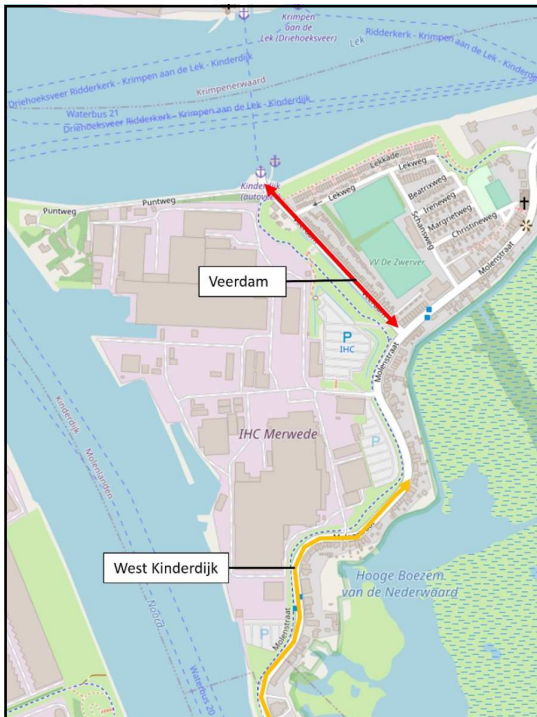 Krimpen
aan de
Lek (Driehoeksveer)
Ridderkerk - Krimpen aan de Lek - Kinderdijk
Lek
Driehoeksveer Ridderkerk - Krimpen aan de Lek - Kinderdijk
Krimpenerwaard
Waterbus 21
Driehoeksveer Ridderkerk - Krimpen aan de Lek - Kinderdijk
Kinderdijk
(autover
Lekkade
Lekweg
Lekweg
Beatrixweg
Ireneweg
Margrietweg
Christineweg
Schansweg
Puntweg
Puntweg
VV De Zwerver
Molenstraat
Veerdam
P
IHC
Molenstraat
IHC Merwede
P
Kinderdijk
Molenlanden
Noord
West Kinderdijk
Hooge Boezem
van de Nederwaard
Molenstraat
P
Waterbus 20